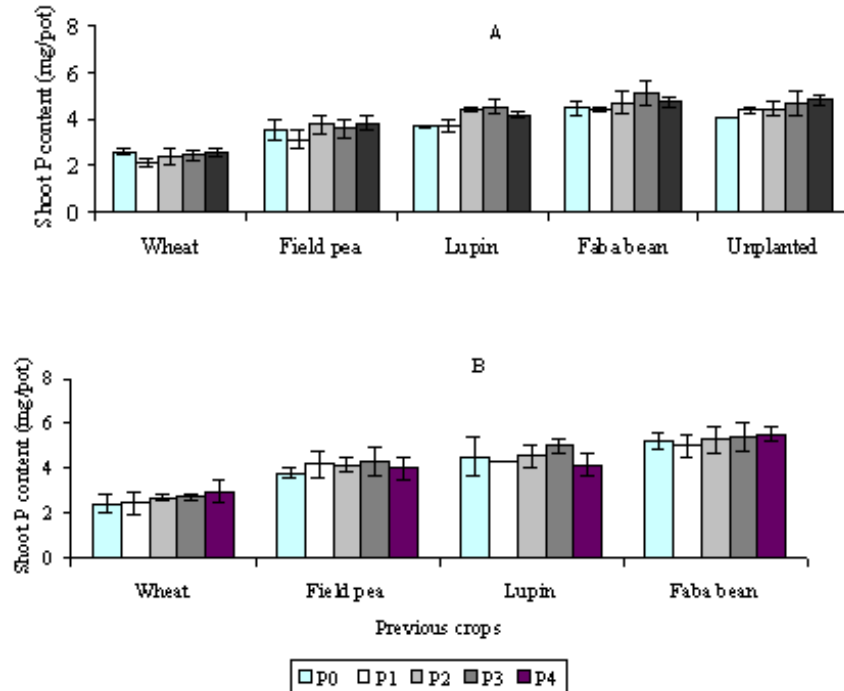 A
Shoot P content (mg/pot)
8
6
4
2
0
Wheat Field pea Lupin Faba bean Unplanted
B
Shoot P content (mg/pot)
8
6
4
2
0
Wheat Field pea Lupin Faba bean
Previous crops
P0 P1 P2 P3 P4